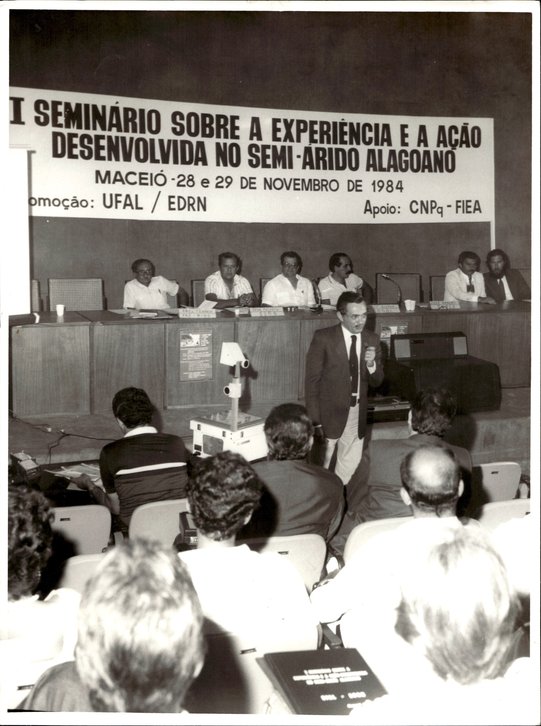 I SEMINÁRIO SOBRE A EXPERIÊNCIA E A AÇÃO
DESENVOLVIDA NO SEMI-ÁRIDO ALAGOANO
MACEIÓ - 28 e 29 DE NOVEMBRO DE 1984
omoção: UFAL / EDRN
Apoio: CNPq - FIEA